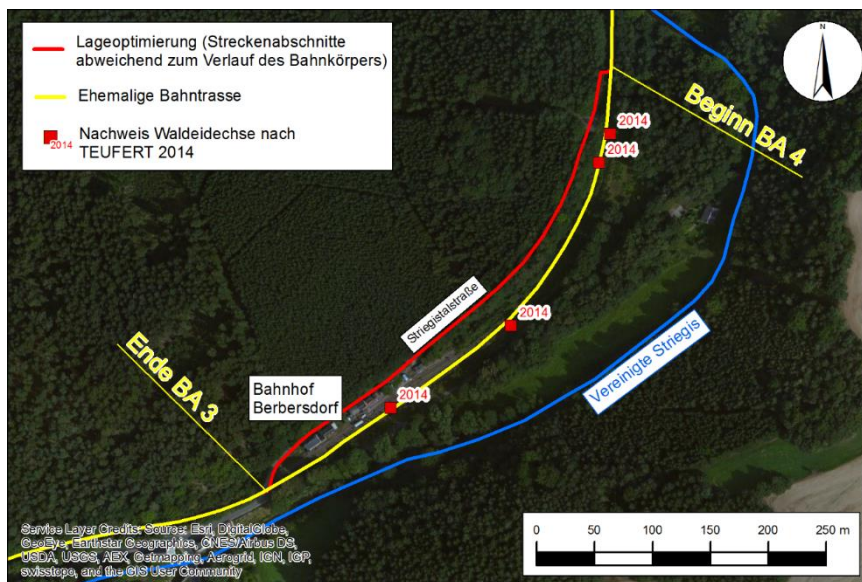 Lageoptimierung (Streckenabschnitte
abweichend zum Verlauf des Bahnkörpers)
Ehemalige Bahntrasse
2014
Nachweis Waldeidechse nach
TEUFERT 2014
N
Beginn BA 4
2014
2014
2014
Striegistalstraße
Ende BA 3
Bahnhof
Berbersdorf
2014
Vereinigte Striegis
Service Layer Credits: Source: Esri, DigitalGlobe,
GeoEye, Earthstar Geographics, CNES/Airbus DS,
USDA, USGS, AEX, Getmapping, Aerogrid, IGN, IGP,
swisstopo, and the GIS User Community
0 50 100 150 200 250 m